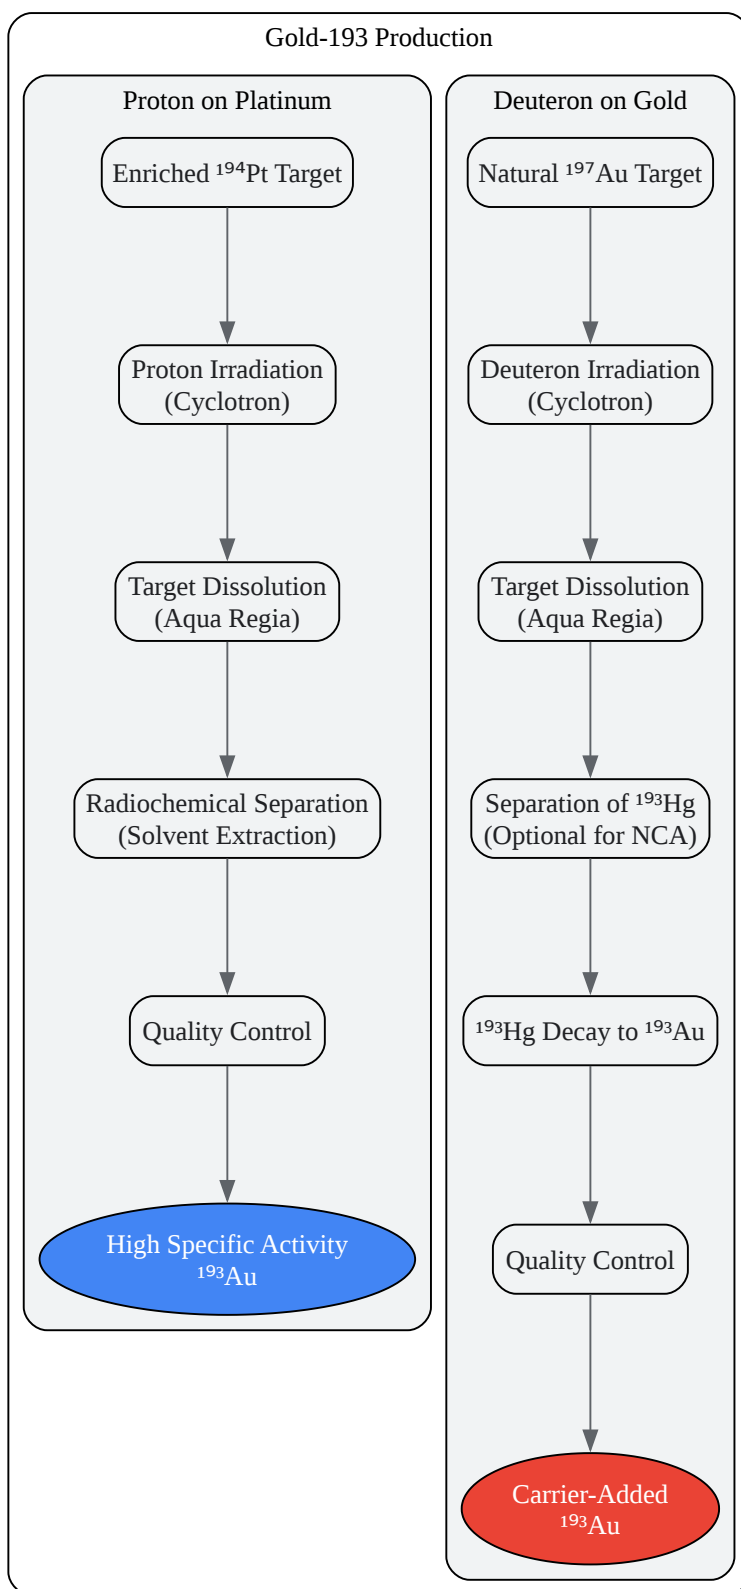 Gold-193 Production
Proton on Platinum
Enriched ¹⁹⁴Pt Target
Proton Irradiation
(Cyclotron)
Target Dissolution
(Aqua Regia)
Radiochemical Separation
(Solvent Extraction)
Quality Control
High Specific Activity
¹⁹³Au
Deuteron on Gold
Natural ¹⁹⁷Au Target
Deuteron Irradiation
(Cyclotron)
Target Dissolution
(Aqua Regia)
Separation of ¹⁹³Hg
(Optional for NCA)
¹⁹³Hg Decay to ¹⁹³Au
Quality Control
Carrier-Added
¹⁹³Au